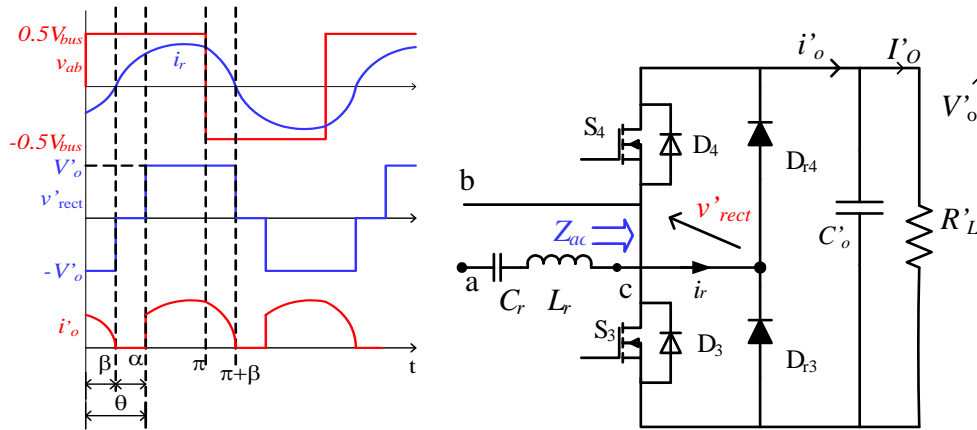 0.5V_bus
v_ab
i_r
-0.5V_bus
V'_o
v'_rect
-V'_o
i'_o
β α π π+β t
θ
i'_o I'_O
V'_o
S_4
D_4
D_r4
b
v'_rect
Z_ac
C'_o
R'_L
a
C_r L_r
c
i_r
S_3
D_3
D_r3